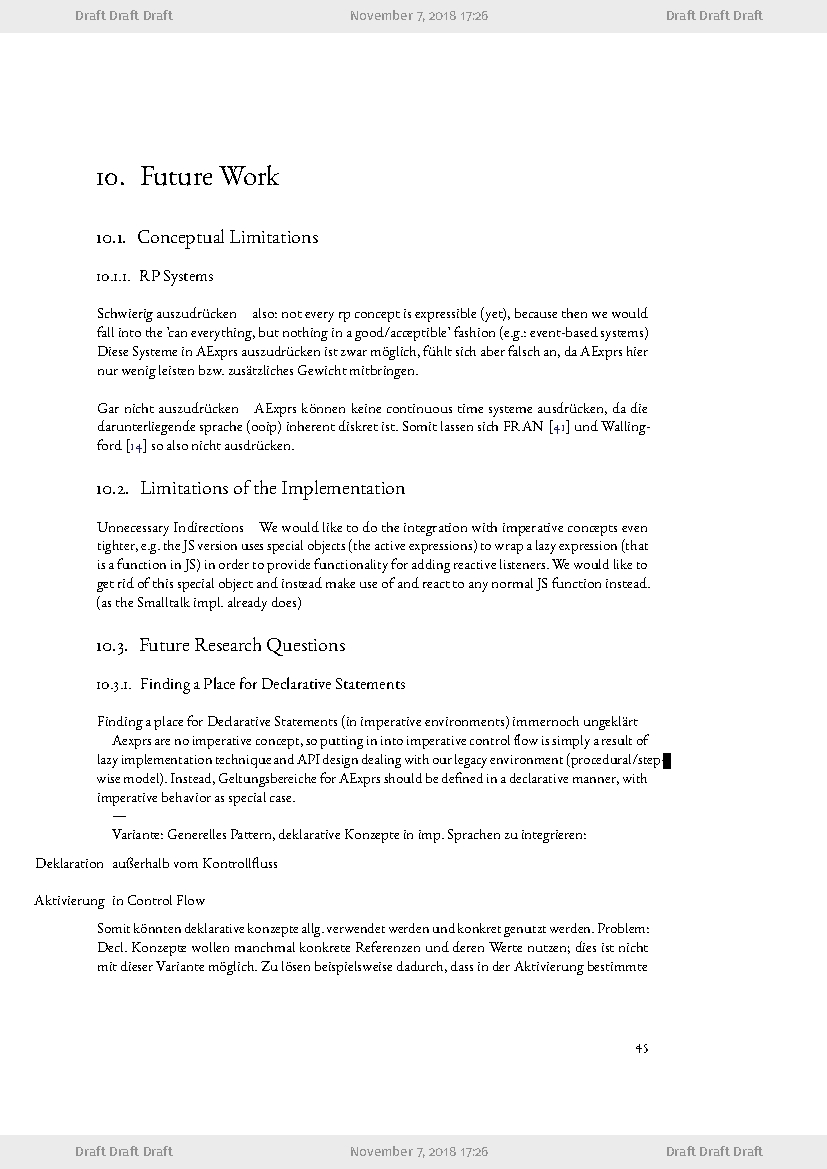 Draft Draft Draft November 7, 2018 17:26 Draft Draft Draft
10. Future Work
10.1. Conceptual Limitations
10.1.1. RP Systems
Schwierig auszudrücken also: not every rp concept is expressible (yet), because then we would
fall into the 'can everything, but nothing in a good/acceptible' fashion (e.g.: event-based systems)
Diese Systeme in AExprs auszudrücken ist zwar möglich, fühlt sich aber falsch an, da AExprs hier
nur wenig leisten bzw. zusätzliches Gewicht mitbringen.
Gar nicht auszudrücken AExprs können keine continuous time systeme ausdrücken, da die
darunterliegende sprache (oo|p) inherent diskret ist. Somit lassen sich FRAN [41] und Walling-
ford [14] so also nicht ausdrücken.
10.2. Limitations of the Implementation
Unnecessary Indirections We would like to do the integration with imperative concepts even
tighter, e.g. the JS version uses special objects (the active expressions) to wrap a lazy expression (that
is a function in JS) in order to provide functionality for adding reactive listeners. We would like to
get rid of this special object and instead make use of and react to any normal JS function instead.
(as the Smalltalk impl. already does)
10.3. Future Research Questions
10.3.1. Finding a Place for Declarative Statements
Finding a place for Declarative Statements (in imperative environments) immernoch ungeklärt
Aexprs are no imperative concept, so putting in into imperative control flow is simply a result of
lazy implementation technique and API design dealing with our legacy environment (procedural/step-
wise model). Instead, Geltungsbereiche for AExprs should be defined in a declarative manner, with
imperative behavior as special case.
—
Variante: Generelles Pattern, deklarative Konzepte in imp. Sprachen zu integrieren:
Deklaration außerhalb vom Kontrollfluss
Aktivierung in Control Flow
Somit könnten deklarative konzepte allg. verwendet werden und konkret genutzt werden. Problem:
Decl. Konzepte wollen manchmal konkrete Referenzen und deren Werte nutzen; dies ist nicht
mit dieser Variante möglich. Zu lösen beispielsweise dadurch, dass in der Aktivierung bestimmte
45
Draft Draft Draft November 7, 2018 17:26 Draft Draft Draft